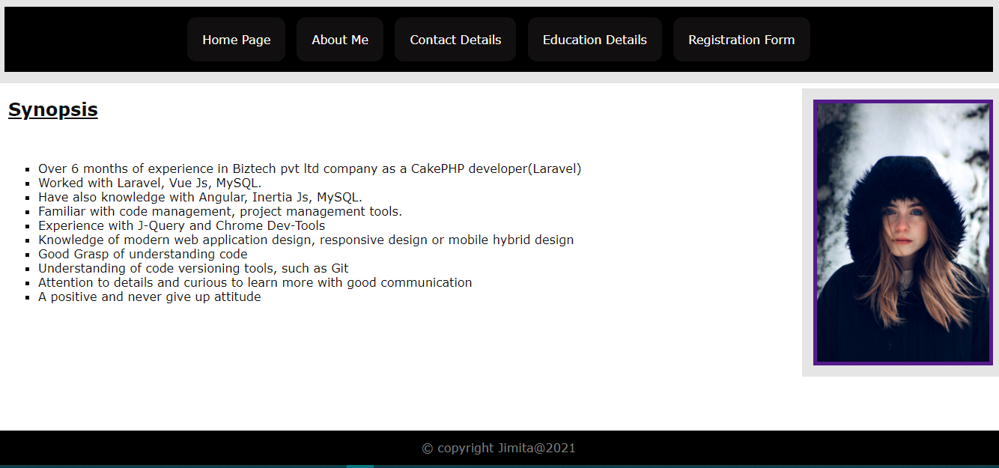 Home Page About Me Contact Details Education Details Registration Form
Synopsis
Over 6 months of experience in Biztech pvt ltd company as a CakePHP developer(Laravel)
Worked with Laravel, Vue Js, MySQL.
Have also knowledge with Angular, Inertia Js, MySQL.
Familiar with code management, project management tools.
Experience with J-Query and Chrome Dev-Tools
Knowledge of modern web application design, responsive design or mobile hybrid design
Good Grasp of understanding code
Understanding of code versioning tools, such as Git
Attention to details and curious to learn more with good communication
A positive and never give up attitude
© copyright Jimita@2021